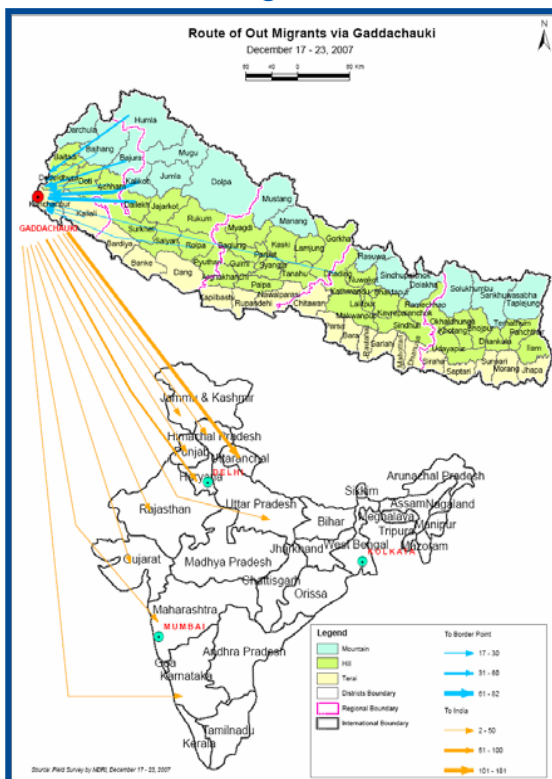 Route of Out Migrants via Gaddachauki
December 17 - 23, 2007
Humla
Darchula
Bajhang
Mugu
Baitadi
Bajura
Jumla
Dolpa
Doti
Achham
Kalikot
Mustang
Dailekh
Jajarkot
Manang
Kailali
Rukum
GADDACHAUKI
Surkhet
Myagdi
Kaski
Lamjung
Gorkha
Bardiya
Salyan
Rolpa
Baglung
Parbat
Rasuwa
Banke
Dang
Pyuthan
Gulmi
Syangja
Tanahu
Dhading
Nuwakot
Sindhupalchok
Dolakha
Solukhumbu
Palpa
Kathmandu
Taplejung
Kapilbastu
Rupandehi
Nawalparasi
Chitawan
Lalitpur
Ramechhap
Okhaldhunga
Makwanpur
Sindhuli
Bhojpur
Udayapur
Dhankuta
Ilam
Parsa
Bara
Sarlahi
Siraha
Saptari
Sunsari
Morang
Jhapa
Jammu & Kashmir
Himachal Pradesh
Punjab
Uttaranchal
Haryana
DELHI
Arunachal Pradesh
Rajasthan
Uttar Pradesh
Sikkim
Assam
Nagaland
Bihar
Meghalaya
Manipur
Tripura
Gujarat
Jharkhand
West Bengal
Mizoram
Madhya Pradesh
KOLKATA
Chattisgarh
Orissa
Maharashtra
MUMBAI
Goa
Andhra Pradesh
Karnataka
Tamilnadu
Kerala
Legend
Mountain
Hill
Terai
Districts Boundary
Regional Boundary
International Boundary
To Border Point
17 - 30
31 - 60
61 - 82
To India
2 - 50
51 - 100
101 - 181
Source: Field Survey by NDRI, December 17 - 23, 2007